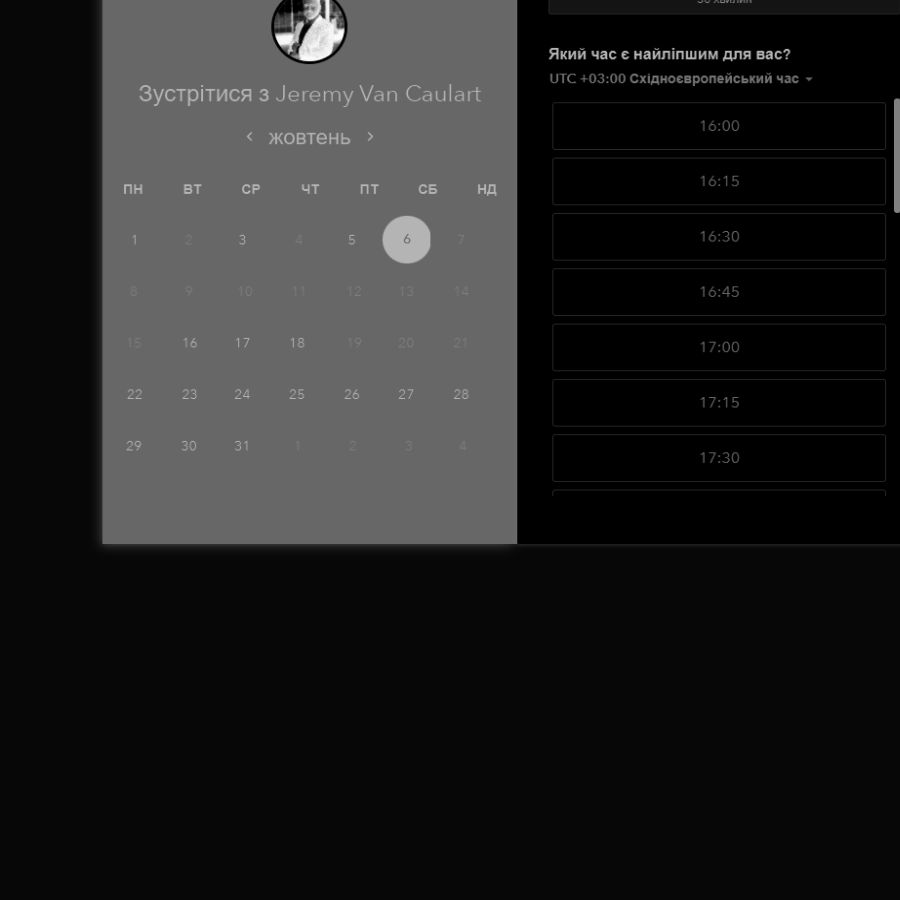 Зустрітися з Jeremy Van Caulart
‹ жовтень ›
ПН ВТ СР ЧТ ПТ СБ НД
1 2 3 4 5 6 7
8 9 10 11 12 13 14
15 16 17 18 19 20 21
22 23 24 25 26 27 28
29 30 31 1 2 3 4
Який час є найліпшим для вас?
UTC +03:00 Східноєвропейський час
16:00
16:15
16:30
16:45
17:00
17:15
17:30